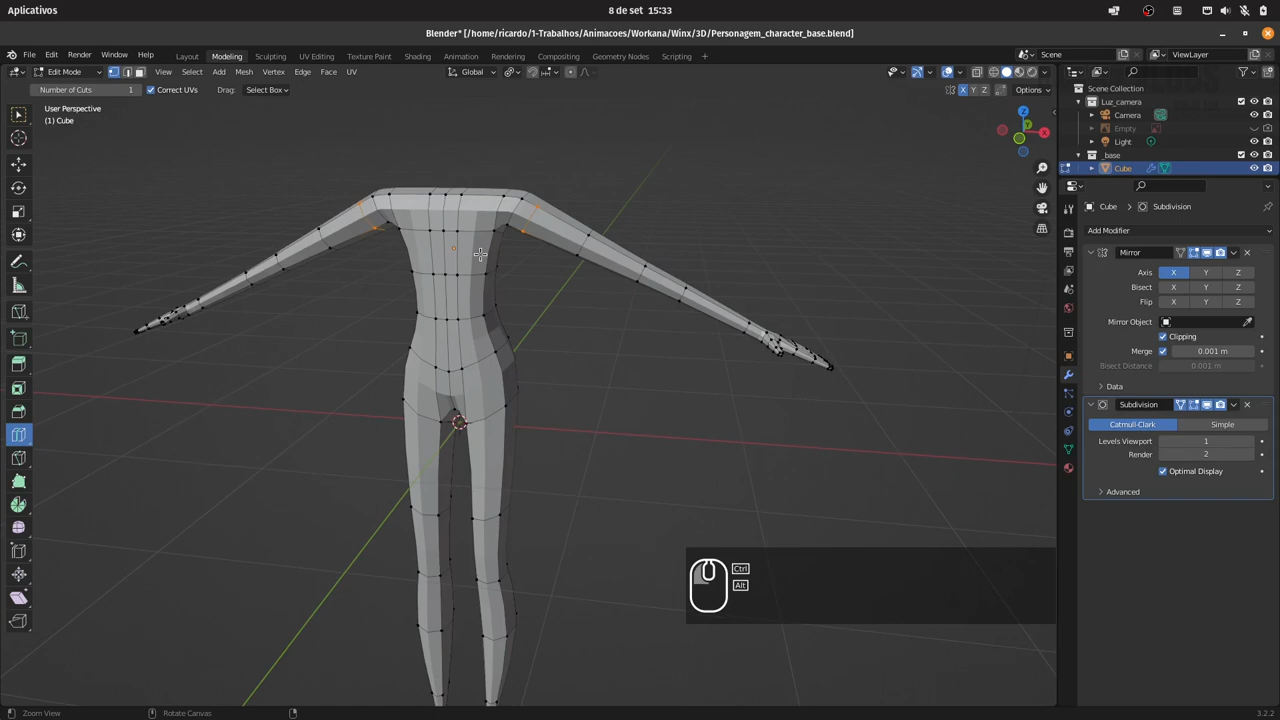 Aplicativos
8 de set 15:33
Blender* [/home/ricardo/1-Trabalhos/Animacoes/Workana/Winx/3D/Personagem_character_base.blend]
File Edit Render Window Help
Layout Modeling Sculpting UV Editing Texture Paint Shading Animation Rendering Compositing Geometry Nodes Scripting +
Scene ViewLayer
Edit Mode View Select Add Mesh Vertex Edge Face UV Global
Number of Cuts 1 Correct UVs Drag: Select Box X Y Z Options
User Perspective
(1) Cube
Z
Y
X
Ctrl
Alt
Scene Collection
Luz_camera
Camera
Empty
Light
_base
Cube
Cube Subdivision
Add Modifier
Mirror
Axis X Y Z
Bisect X Y Z
Flip X Y Z
Mirror Object
Clipping
Merge 0.001 m
Bisect Distance 0.001 m
Data
Subdivision
Catmull-Clark Simple
Levels Viewport 1
Render 2
Optimal Display
Advanced
Zoom View Rotate Canvas 3.2.2